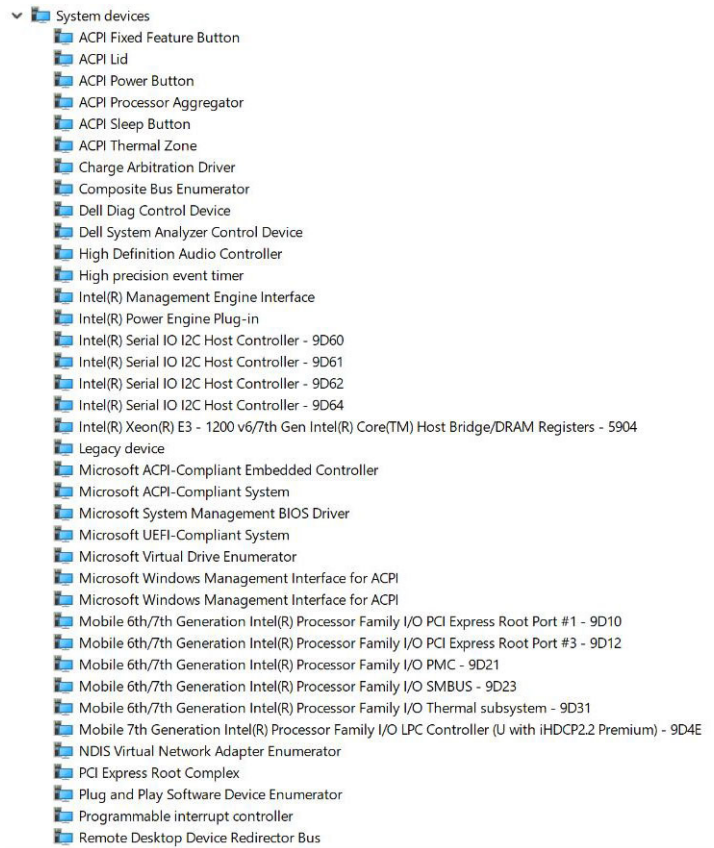 System devices
ACPI Fixed Feature Button
ACPI Lid
ACPI Power Button
ACPI Processor Aggregator
ACPI Sleep Button
ACPI Thermal Zone
Charge Arbitration Driver
Composite Bus Enumerator
Dell Diag Control Device
Dell System Analyzer Control Device
High Definition Audio Controller
High precision event timer
Intel(R) Management Engine Interface
Intel(R) Power Engine Plug-in
Intel(R) Serial IO I2C Host Controller - 9D60
Intel(R) Serial IO I2C Host Controller - 9D61
Intel(R) Serial IO I2C Host Controller - 9D62
Intel(R) Serial IO I2C Host Controller - 9D64
Intel(R) Xeon(R) E3 - 1200 v6/7th Gen Intel(R) Core(TM) Host Bridge/DRAM Registers - 5904
Legacy device
Microsoft ACPI-Compliant Embedded Controller
Microsoft ACPI-Compliant System
Microsoft System Management BIOS Driver
Microsoft UEFI-Compliant System
Microsoft Virtual Drive Enumerator
Microsoft Windows Management Interface for ACPI
Microsoft Windows Management Interface for ACPI
Mobile 6th/7th Generation Intel(R) Processor Family I/O PCI Express Root Port #1 - 9D10
Mobile 6th/7th Generation Intel(R) Processor Family I/O PCI Express Root Port #3 - 9D12
Mobile 6th/7th Generation Intel(R) Processor Family I/O PMC - 9D21
Mobile 6th/7th Generation Intel(R) Processor Family I/O SMBUS - 9D23
Mobile 6th/7th Generation Intel(R) Processor Family I/O Thermal subsystem - 9D31
Mobile 7th Generation Intel(R) Processor Family I/O LPC Controller (U with iHDCP2.2 Premium) - 9D4E
NDIS Virtual Network Adapter Enumerator
PCI Express Root Complex
Plug and Play Software Device Enumerator
Programmable interrupt controller
Remote Desktop Device Redirector Bus